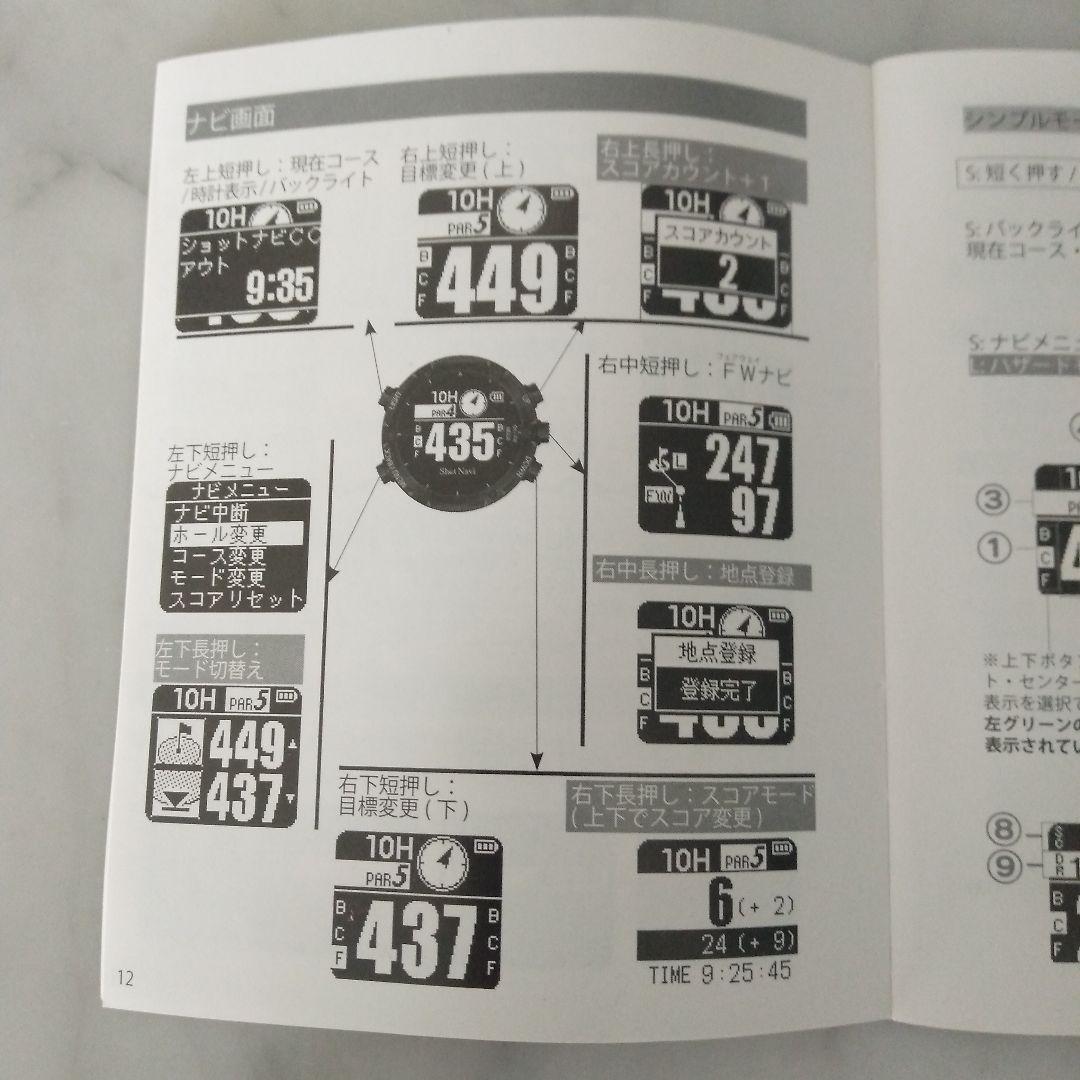 ナビ画面
左上短押し：現在コース
/時計表示/バックライト
10H
ショットナビCC
アウト
9:35
右上短押し：
目標変更(上)
10H
PAR5
449
B
C
F
B
C
F
右上長押し：
スコアカウント+1
10H
スコアカウント
2
C
F
B
C
F
10H
PAR4
435
B
C
F
B
C
F
Shot Navi
LIGHT
UP
DOWN
右中短押し：FWナビ
フェアウェイ
10H PAR5
247
L
FW
97
右中長押し：地点登録
10H
地点登録
登録完了
B
C
F
B
C
F
左下短押し：
ナビメニュー
ナビメニュー
ナビ中断
ホール変更
コース変更
モード変更
スコアリセット
左下長押し：
モード切替え
10H PAR5
449
437
右下短押し：
目標変更(下)
10H
PAR5
437
B
C
F
B
C
F
右下長押し：スコアモード
(上下でスコア変更)
10H PAR5
6(+ 2)
24 (+ 9)
TIME 9:25:45
12
シンプルモー
S: 短く押す /
S: バックライ
現在コース・
S: ナビメニュ
L: ハザード
③
①
B
C
F
※上下ボタ
ト・センター
表示を選択で
左グリーンの
表示されてい
⑧
⑨
B
C
F